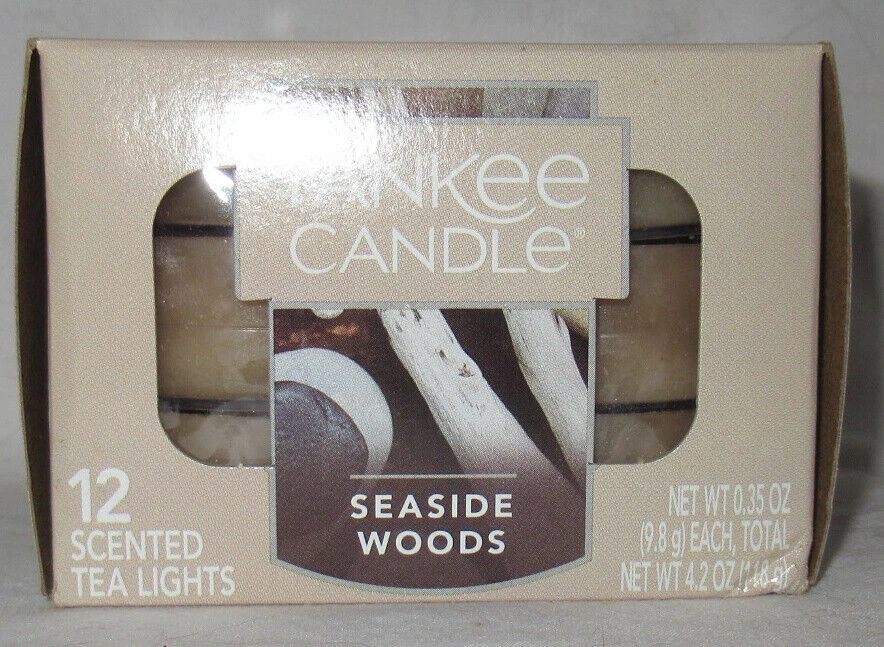 YANKEE
CANDLE®
SEASIDE
WOODS
12
SCENTED
TEA LIGHTS
NET WT 0.35 OZ
(9.8 g) EACH, TOTAL
NET WT 4.2 OZ